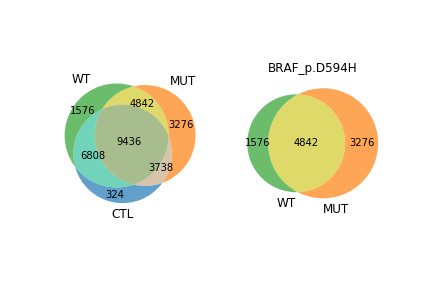 WT
MUT
1576
4842
3276
9436
6808
3738
324
CTL
BRAF_p.D594H
1576
4842
3276
WT
MUT